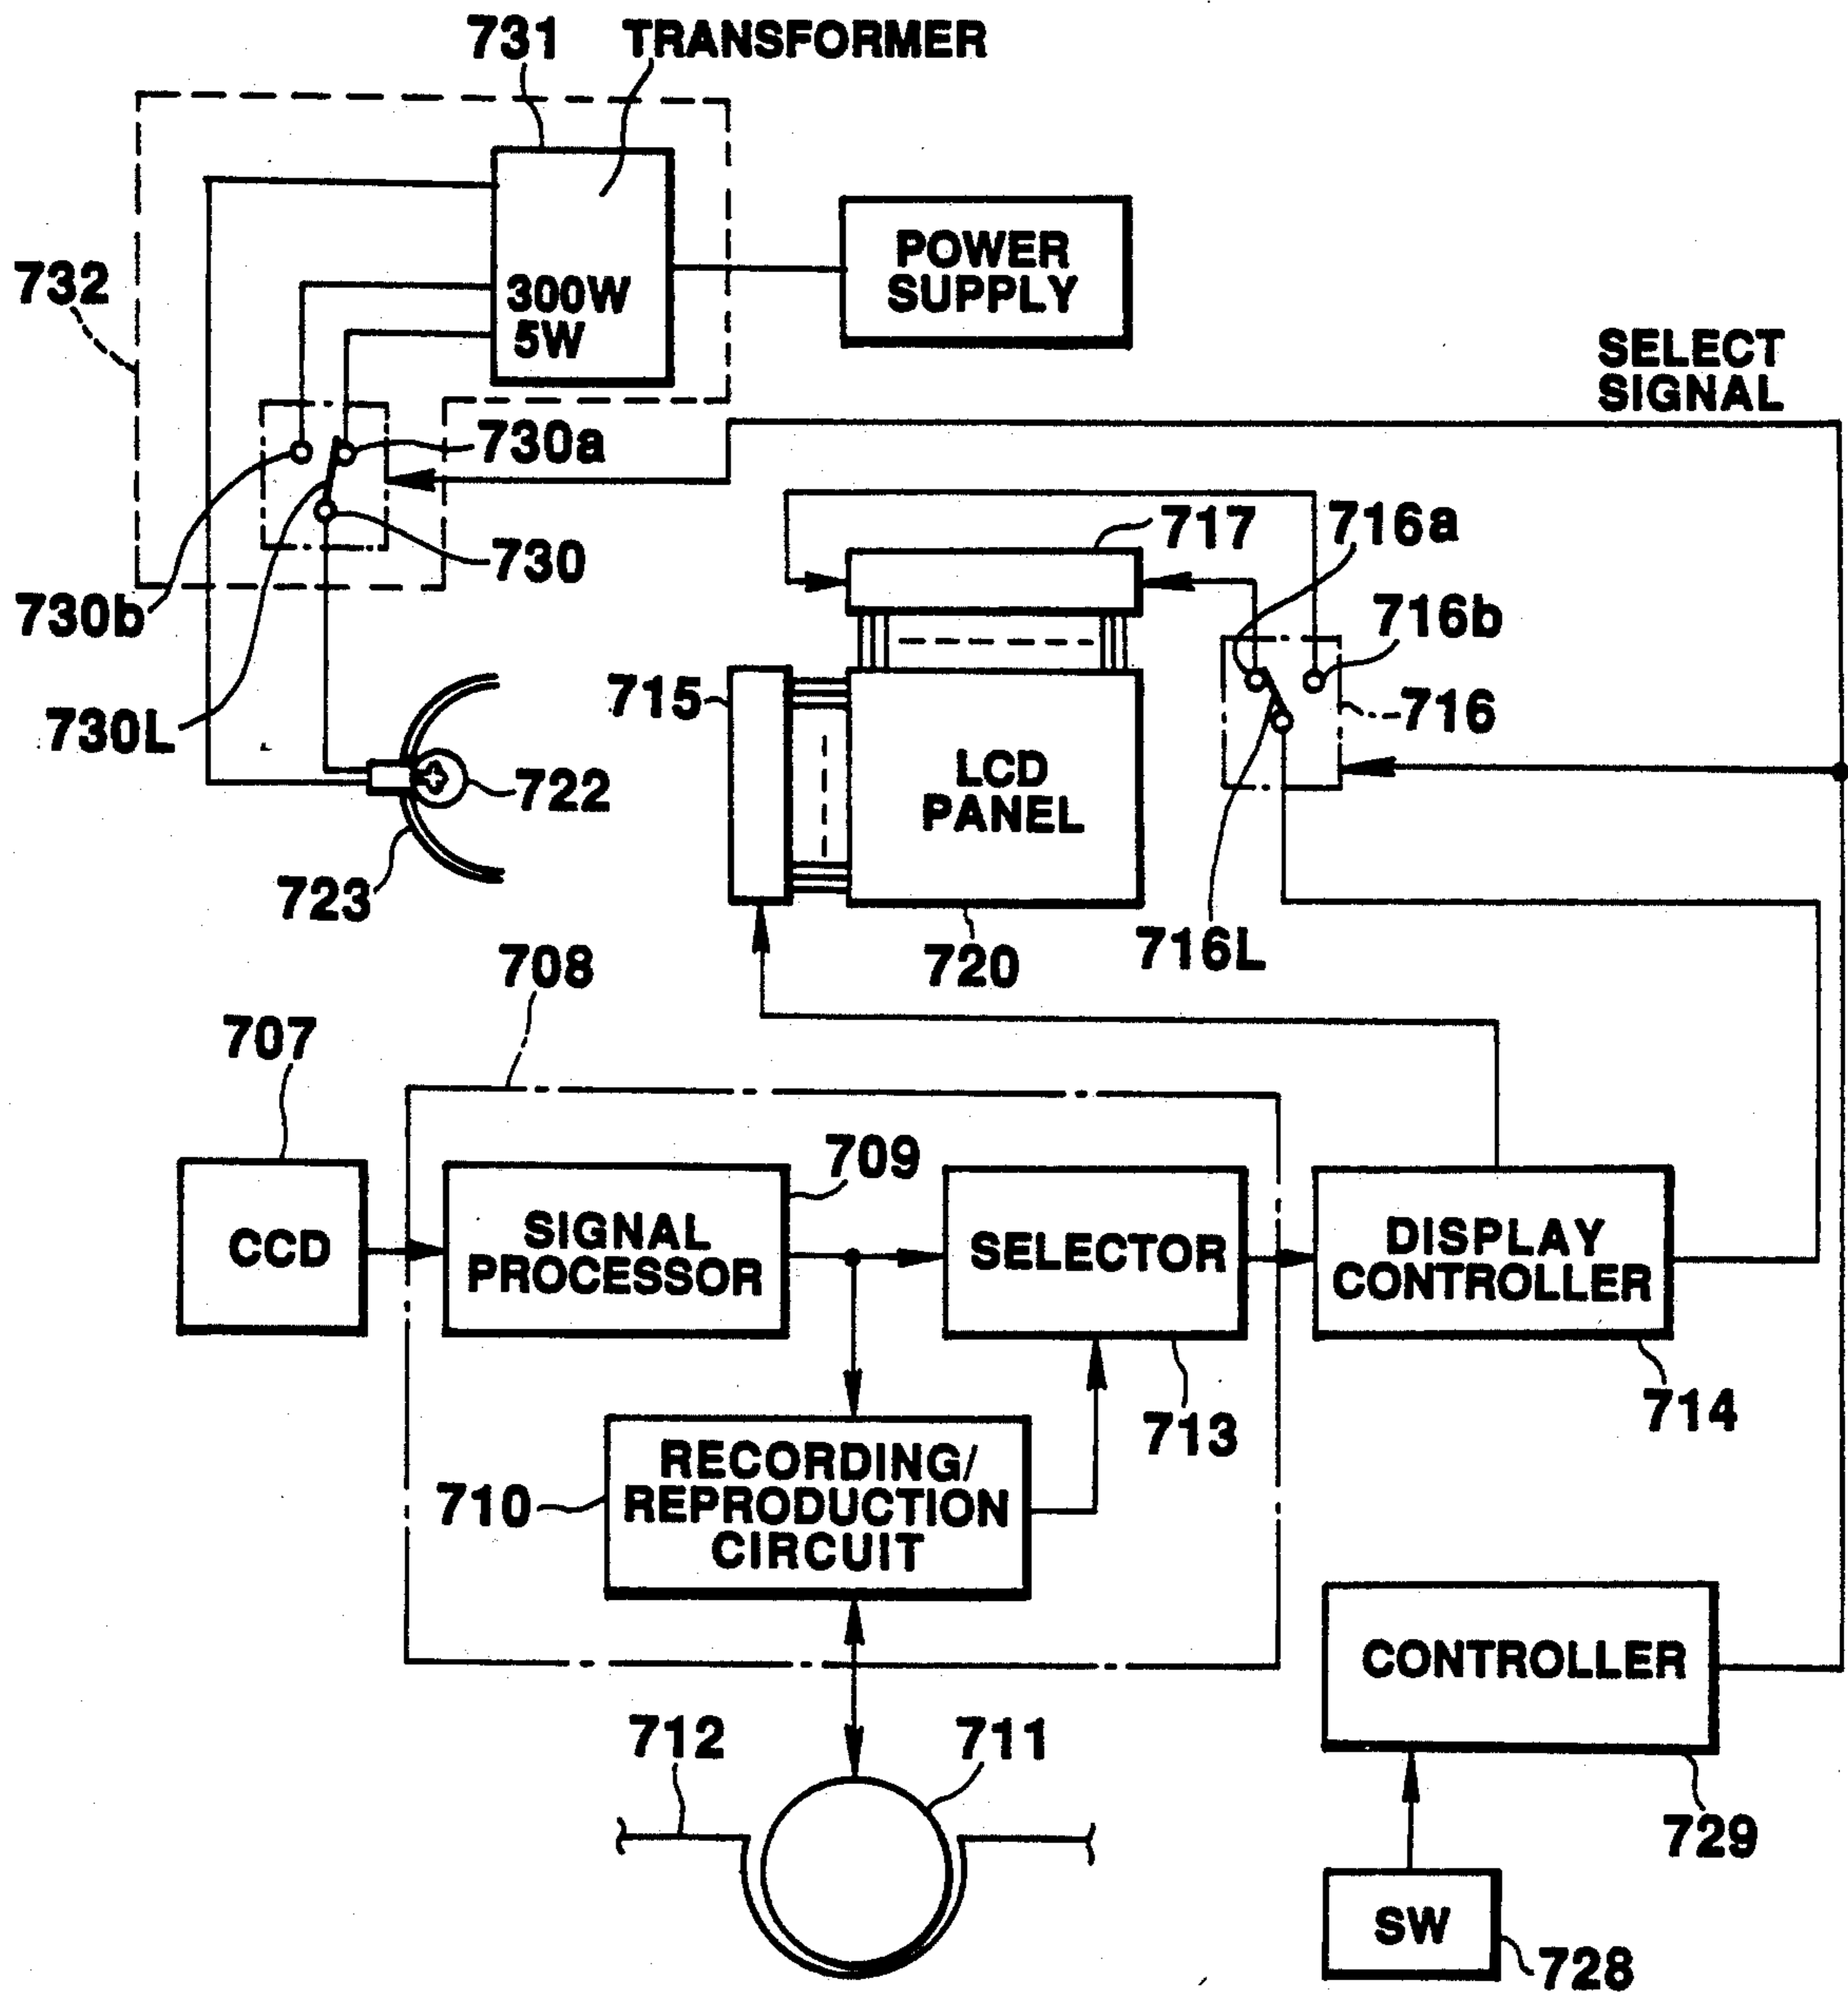 731
TRANSFORMER
POWER
SUPPLY
732
300W
5W
SELECT
SIGNAL
730a
730
730b
730L
717
716a
716b
716
715
LCD
PANEL
722
723
716L
720
708
707
709
CCD
SIGNAL
PROCESSOR
SELECTOR
DISPLAY
CONTROLLER
714
713
710
RECORDING/
REPRODUCTION
CIRCUIT
CONTROLLER
712
711
729
SW
728